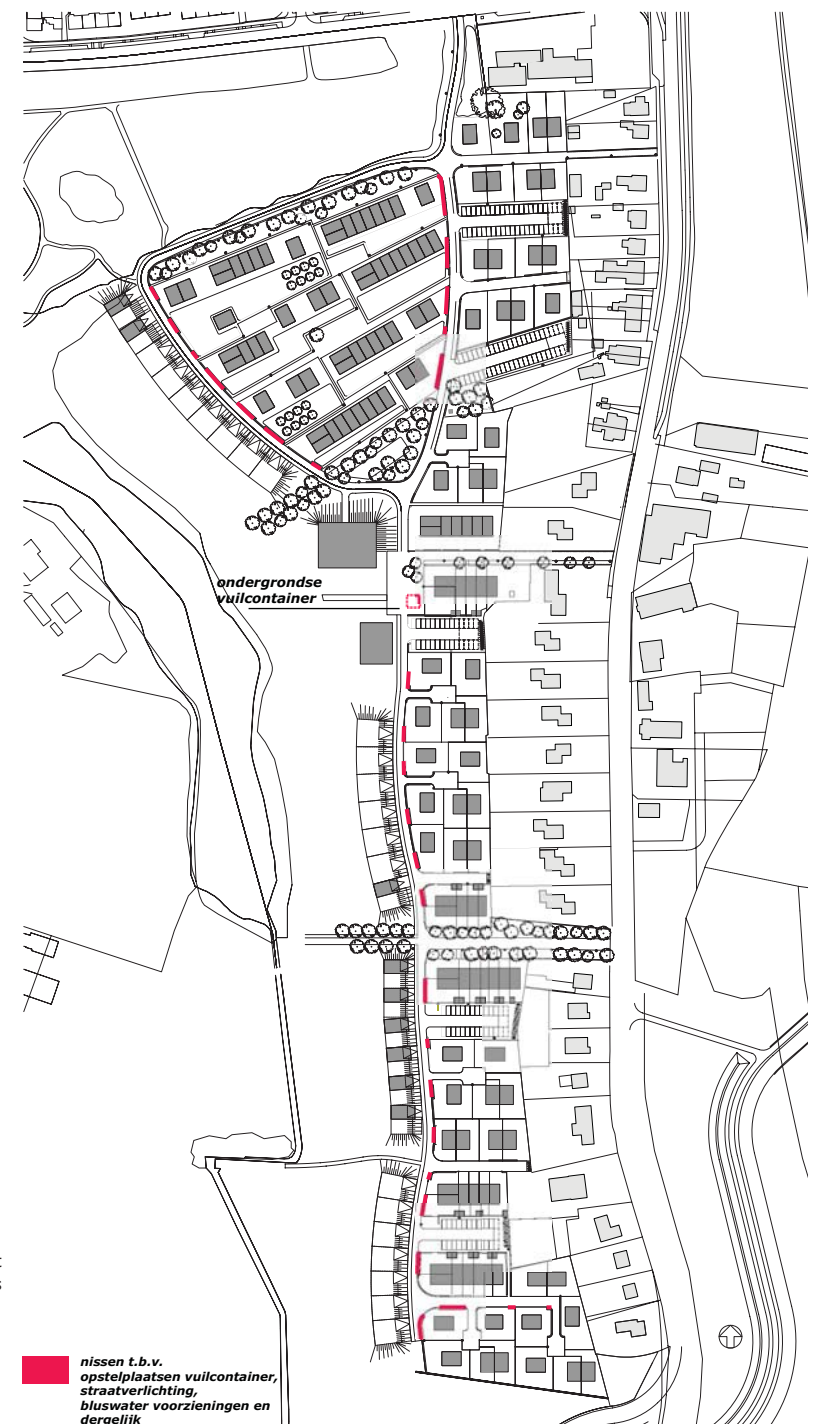 ondergrondse
vuilcontainer
t
s
nissen t.b.v.
opstelplaatsen vuilcontainer,
straatverlichting,
bluswater voorzieningen en
dergelijk